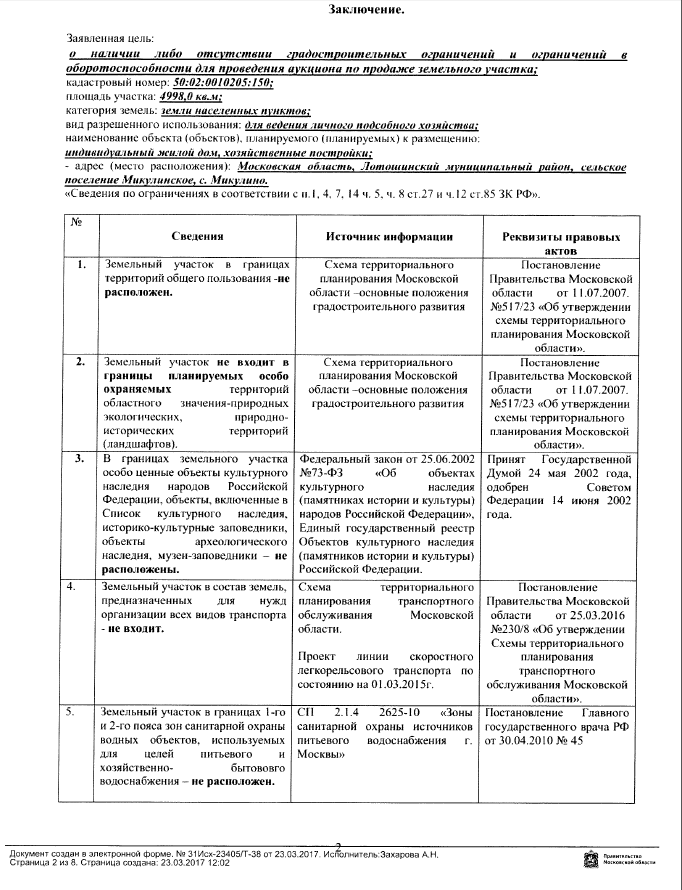 Заключение.
Заявленная цель:
о наличии либо отсутствии градостроительных ограничений и ограничений в
оборотоспособности для проведения аукциона по продаже земельного участка;
кадастровый номер: 50:02:0010205:150;
площадь участка: 4998,0 кв.м;
категория земель: земли населенных пунктов;
вид разрешенного использования: для ведения личного подсобного хозяйства;
наименование объекта (объектов), планируемого (планируемых) к размещению:
индивидуальный жилой дом, хозяйственные постройки;
- адрес (место расположения): Московская область, Лотошинский муниципальный район, сельское
поселение Микулинское, с. Микулино.
«Сведения по ограничениях в соответствии с п.1, 4, 7, 14 ч. 5, ч. 8 ст.27 и ч.12 ст.85 ЗК РФ».
№
Сведения
Источник информации
Реквизиты правовых
актов
1.
Земельный участок в границах
территорий общего пользования -не
расположен.
Схема территориального
планирования Московской
области –основные положения
градостроительного развития
Постановление
Правительства Московской
области от 11.07.2007.
№517/23 «Об утверждении
схемы территориального
планирования Московской
области».
2.
Земельный участок не входит в
границы планируемых особо
охраняемых территорий
областного значения-природных
экологических, природно-
исторических территорий
(ландшафтов).
Схема территориального
планирования Московской
области –основные положения
градостроительного развития
Постановление
Правительства Московской
области от 11.07.2007.
№517/23 «Об утверждении
схемы территориального
планирования Московской
области».
3.
В границах земельного участка
особо ценные объекты культурного
наследия народов Российской
Федерации, объекты, включенные в
Список культурного наследия,
историко-культурные заповедники,
объекты археологического
наследия, музеи-заповедники – не
расположены.
Федеральный закон от 25.06.2002
№73-ФЗ «Об объектах
культурного наследия
(памятниках истории и культуры)
народов Российской Федерации»,
Единый государственный реестр
Объектов культурного наследия
(памятников истории и культуры)
Российской Федерации.
Принят Государственной
Думой 24 мая 2002 года,
одобрен Советом
Федерации 14 июня 2002
года.
4.
Земельный участок в состав земель,
предназначенных для нужд
организации всех видов транспорта
- не входит.
Схема территориального
планирования транспортного
обслуживания Московской
области.
Проект линии скоростного
легкорельсового транспорта по
состоянию на 01.03.2015г.
Постановление
Правительства Московской
области от 25.03.2016
№230/8 «Об утверждении
Схемы территориального
планирования
транспортного
обслуживания Московской
области».
5.
Земельный участок в границах 1-го
и 2-го пояса зон санитарной охраны
водных объектов, используемых
для целей питьевого и
хозяйственно- бытововго
водоснабжения – не расположен.
СП 2.1.4 2625-10 «Зоны
санитарной охраны источников
питьевого водоснабжения г.
Москвы»
Постановление Главного
государственного врача РФ
от 30.04.2010 № 45
2
Документ создан в электронной форме. № 31Исх-23405/Т-38 от 23.03.2017. Исполнитель:Захарова А.Н.
Страница 2 из 8. Страница создана: 23.03.2017 12:02
Правительство
Московской области